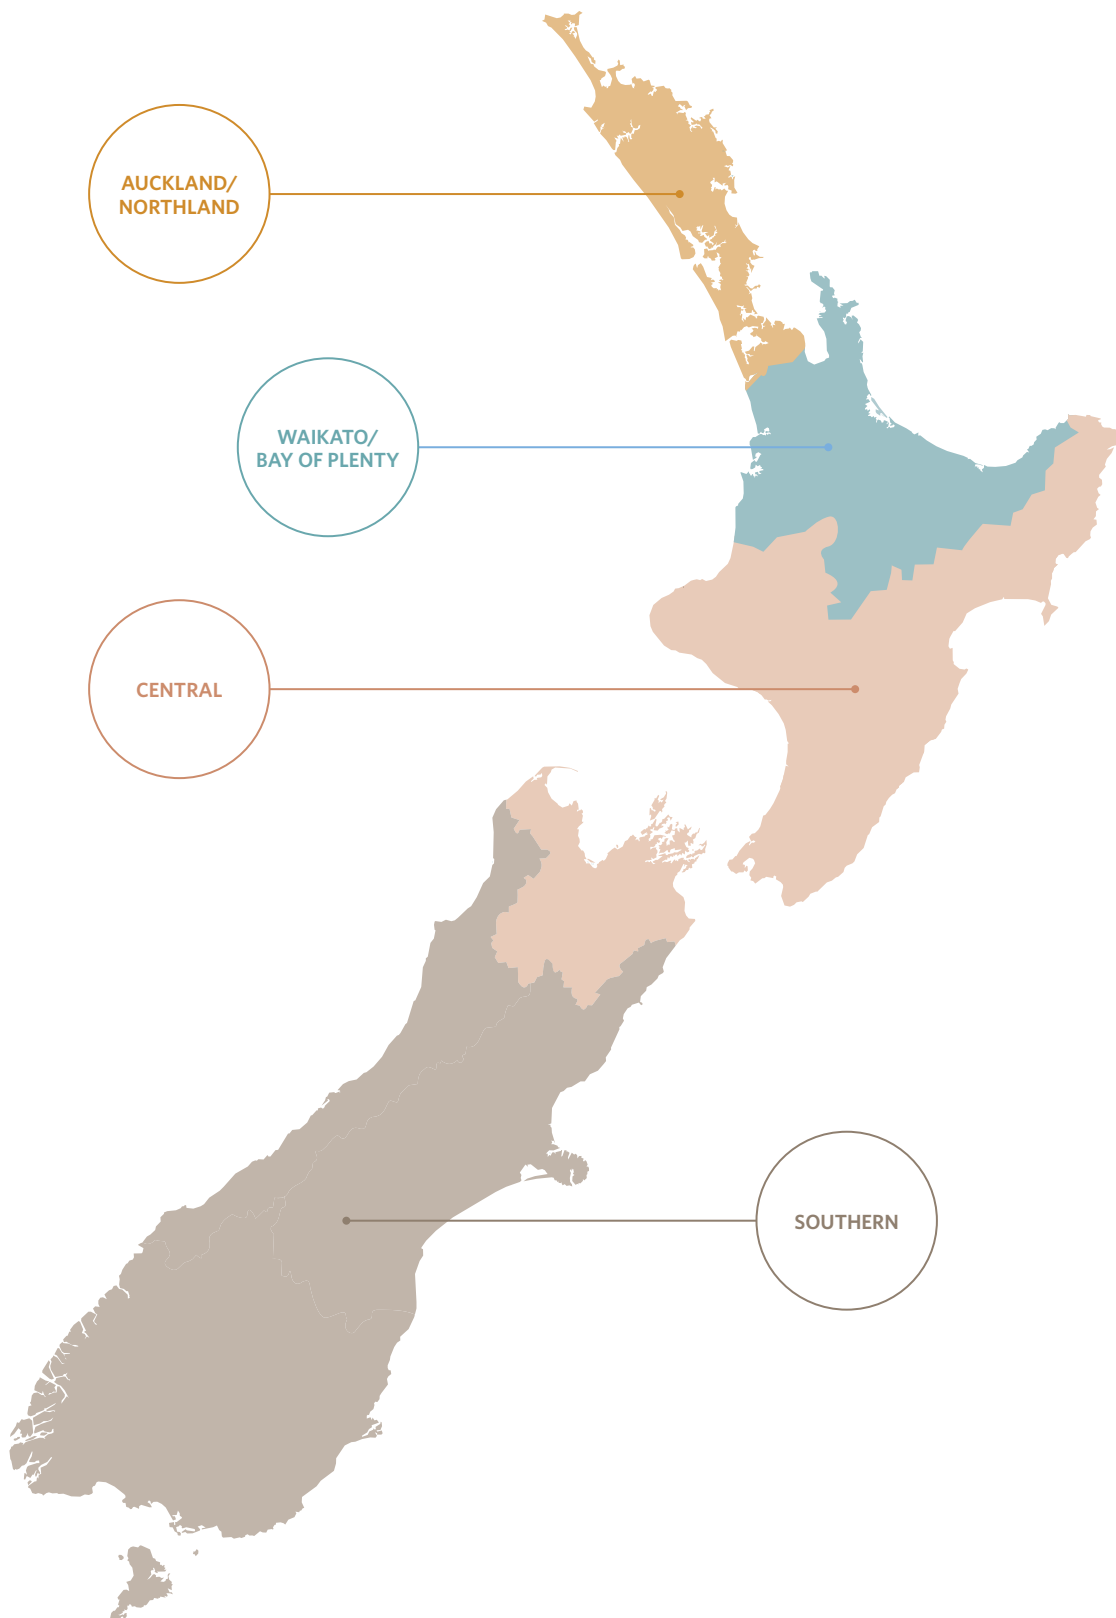 AUCKLAND/
NORTHLAND
WAIKATO/
BAY OF PLENTY
CENTRAL
SOUTHERN